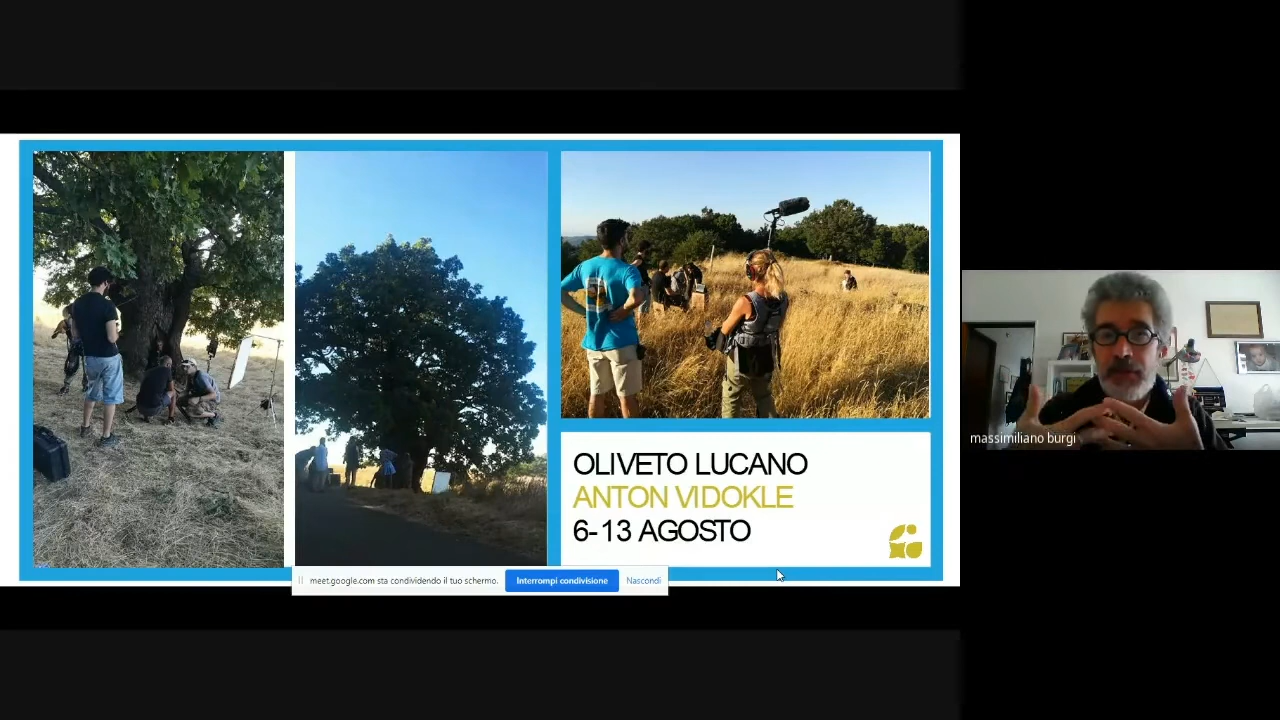 OLIVETO LUCANO
ANTON VIDOKLE
6-13 AGOSTO
meet.google.com sta condividendo il tuo schermo.
Interrompi condivisione
Nascondi
massimiliano burgi